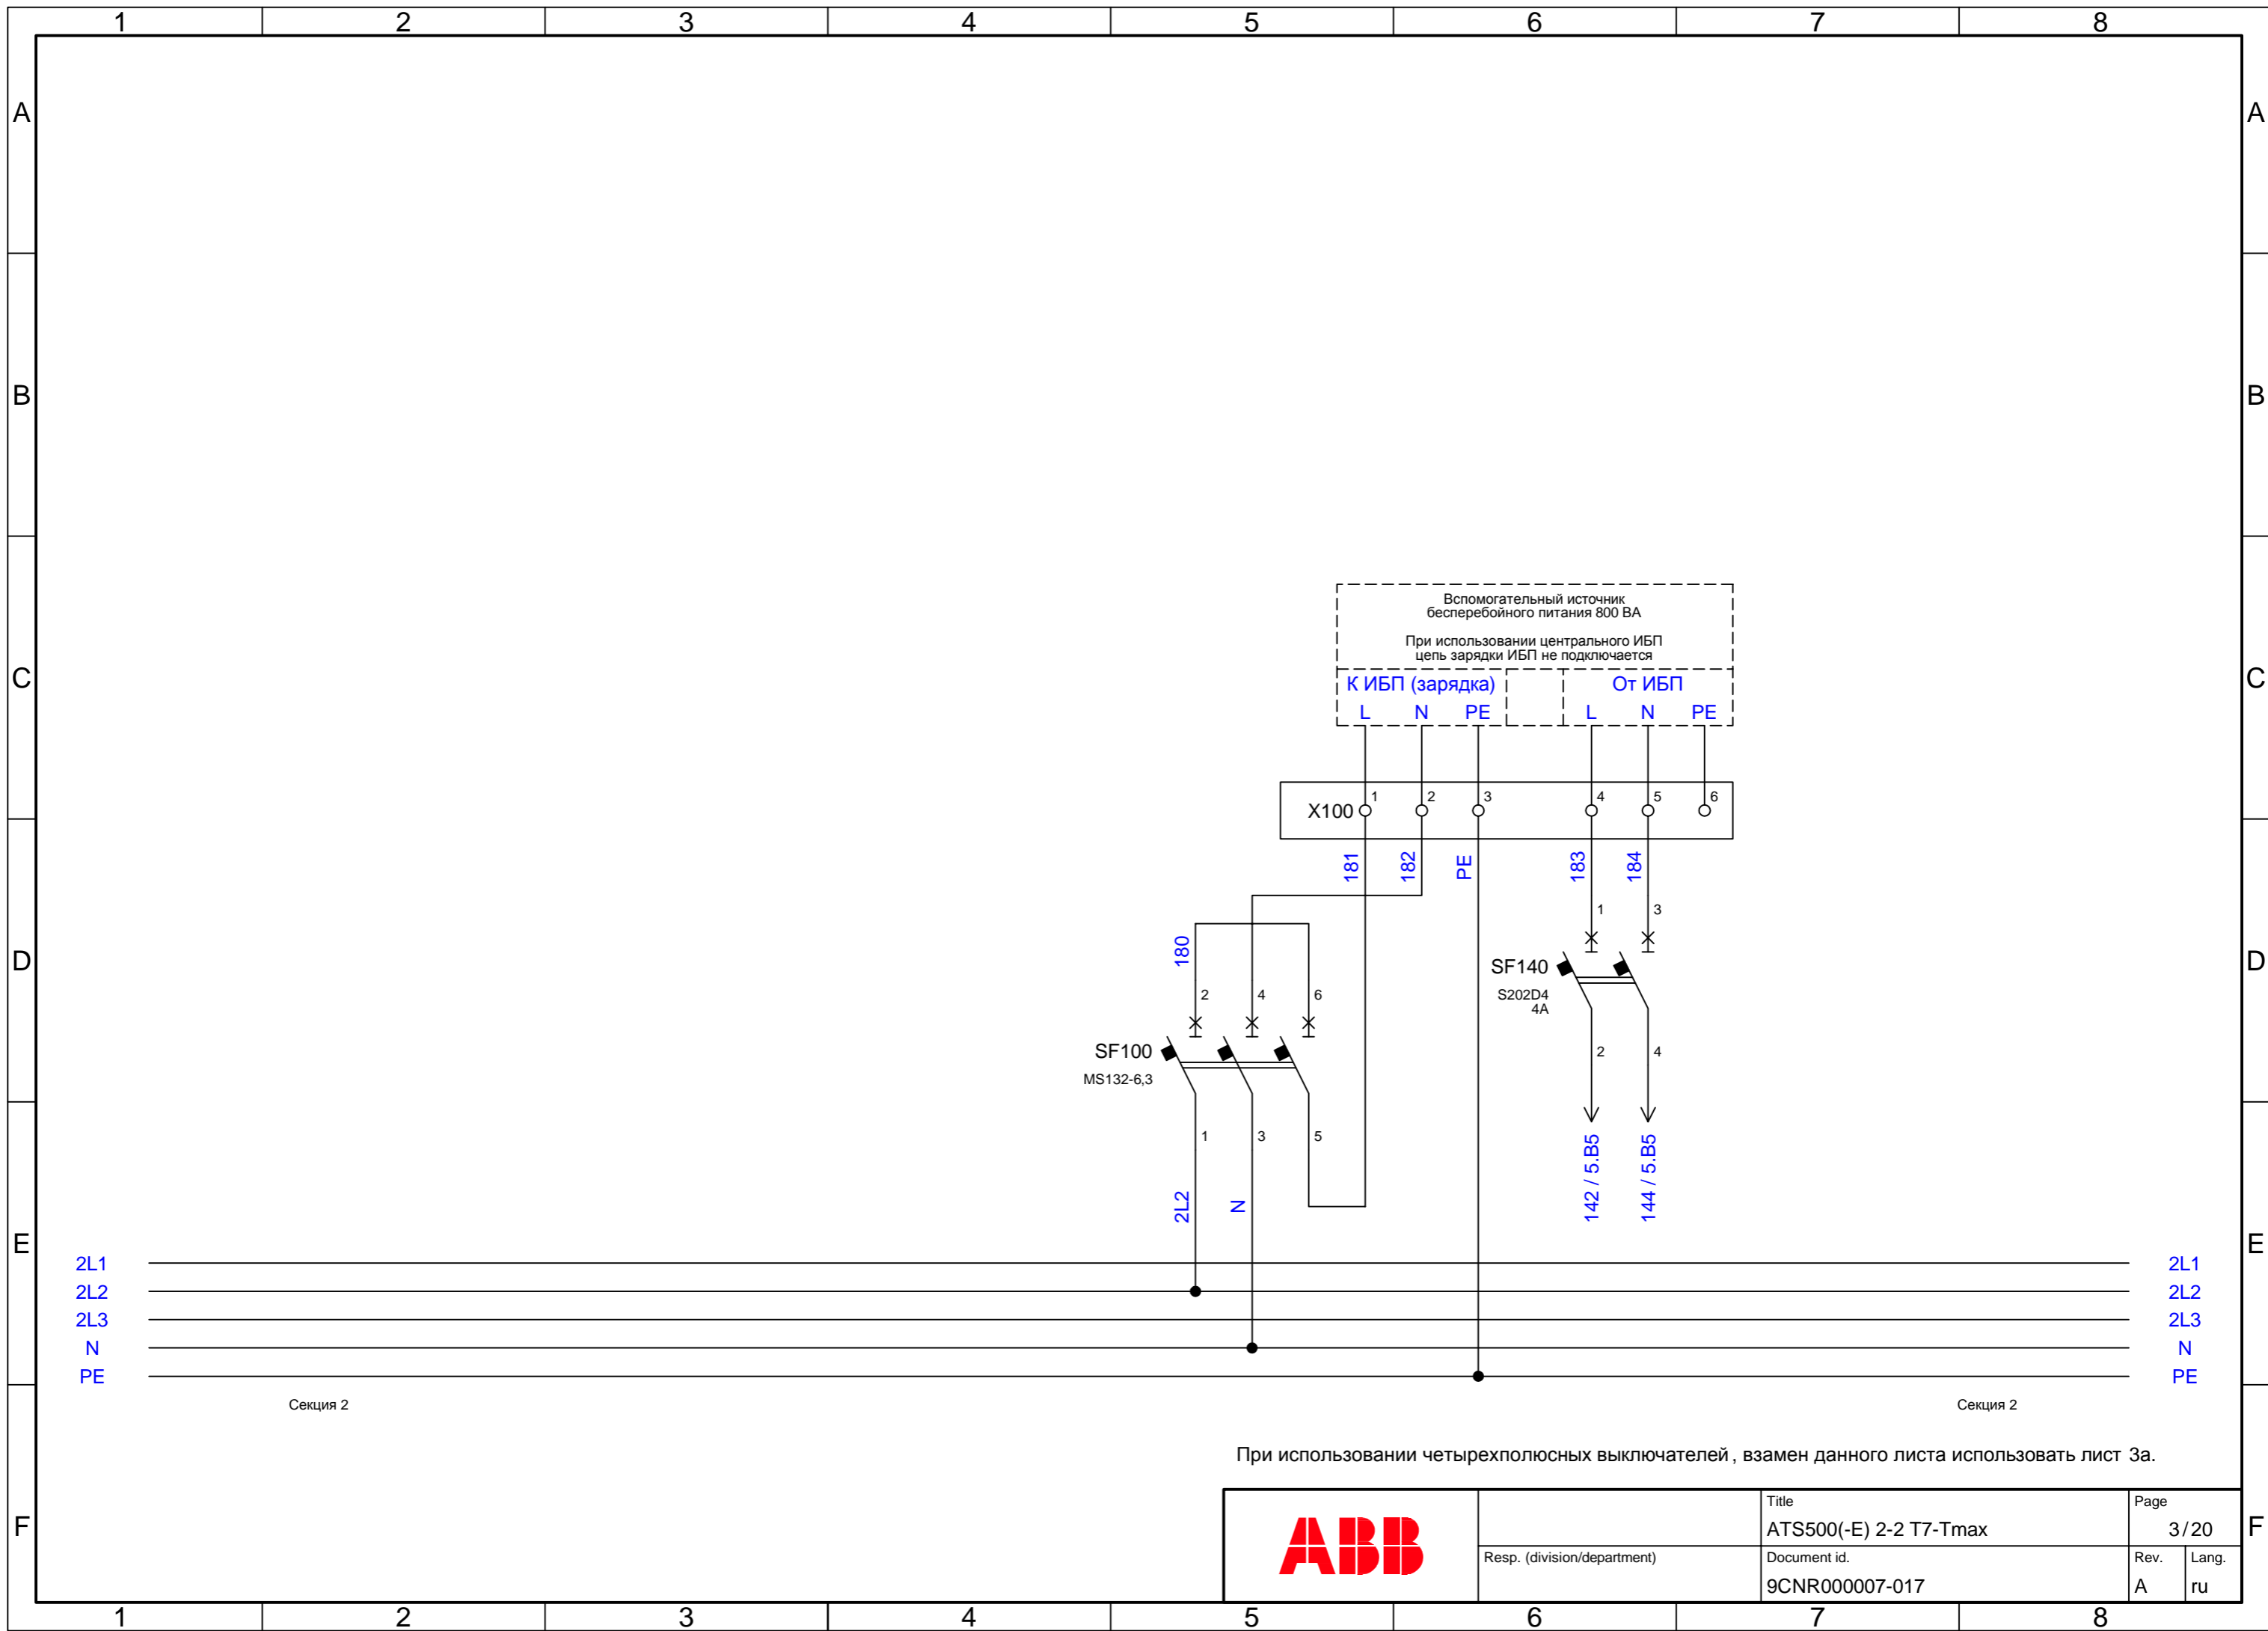 1 2 3 4 5 6 7 8
A A
B B
Вспомогательный источник
бесперебойного питания 800 ВА
При использовании центрального ИБП
цепь зарядки ИБП не подключается
C C
К ИБП (зарядка) От ИБП
L N PE L N PE
X100 1 2 3 4 5 6
181 182 PE 183 184
1 3
180
D D
SF140
S202D4
4A
2 4 6
SF100
MS132-6,3
2 4
1 3 5
142 / 5.B5
144 / 5.B5
2L2 N
E E
2L1 2L1
2L2 2L2
2L3 2L3
N N
PE PE
Секция 2 Секция 2
При использовании четырехполюсных выключателей, взамен данного листа использовать лист 3а.
F F
ABB
Title
ATS500(-E) 2-2 T7-Tmax
Page
3/20
Resp. (division/department)
Document id.
9CNR000007-017
Rev.
A
Lang.
ru
1 2 3 4 5 6 7 8